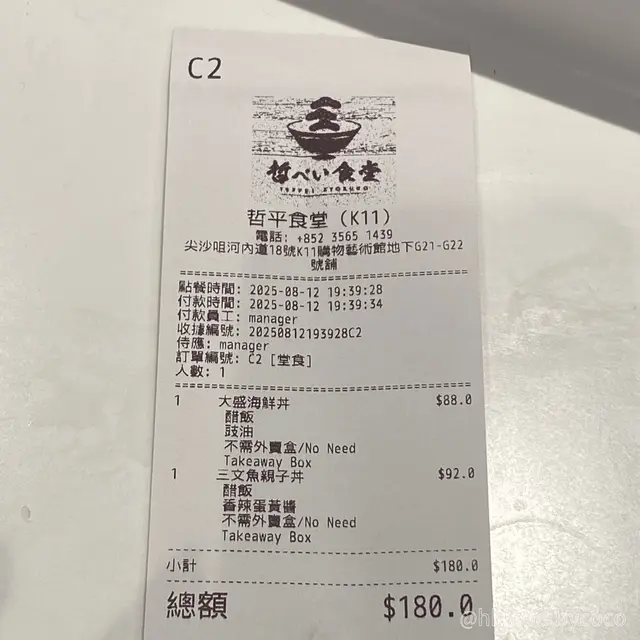 C2
哲ぺい食堂
TEPPEI SYOKUDO
哲平食堂 (K11)
電話: +852 3565 1439
尖沙咀河內道18號K11購物藝術館地下G21-G22
號舖
點餐時間: 2025-08-12 19:39:28
付款時間: 2025-08-12 19:39:34
付款員工: manager
收據編號: 20250812193928C2
侍應: manager
訂單編號: C2 [堂食]
人數: 1
1 大盛海鮮丼 $88.0
醋飯
豉油
不需外賣盒/No Need
Takeaway Box
1 三文魚親子丼 $92.0
醋飯
香辣蛋黃醬
不需外賣盒/No Need
Takeaway Box
小計 $180.0
總額 $180.0